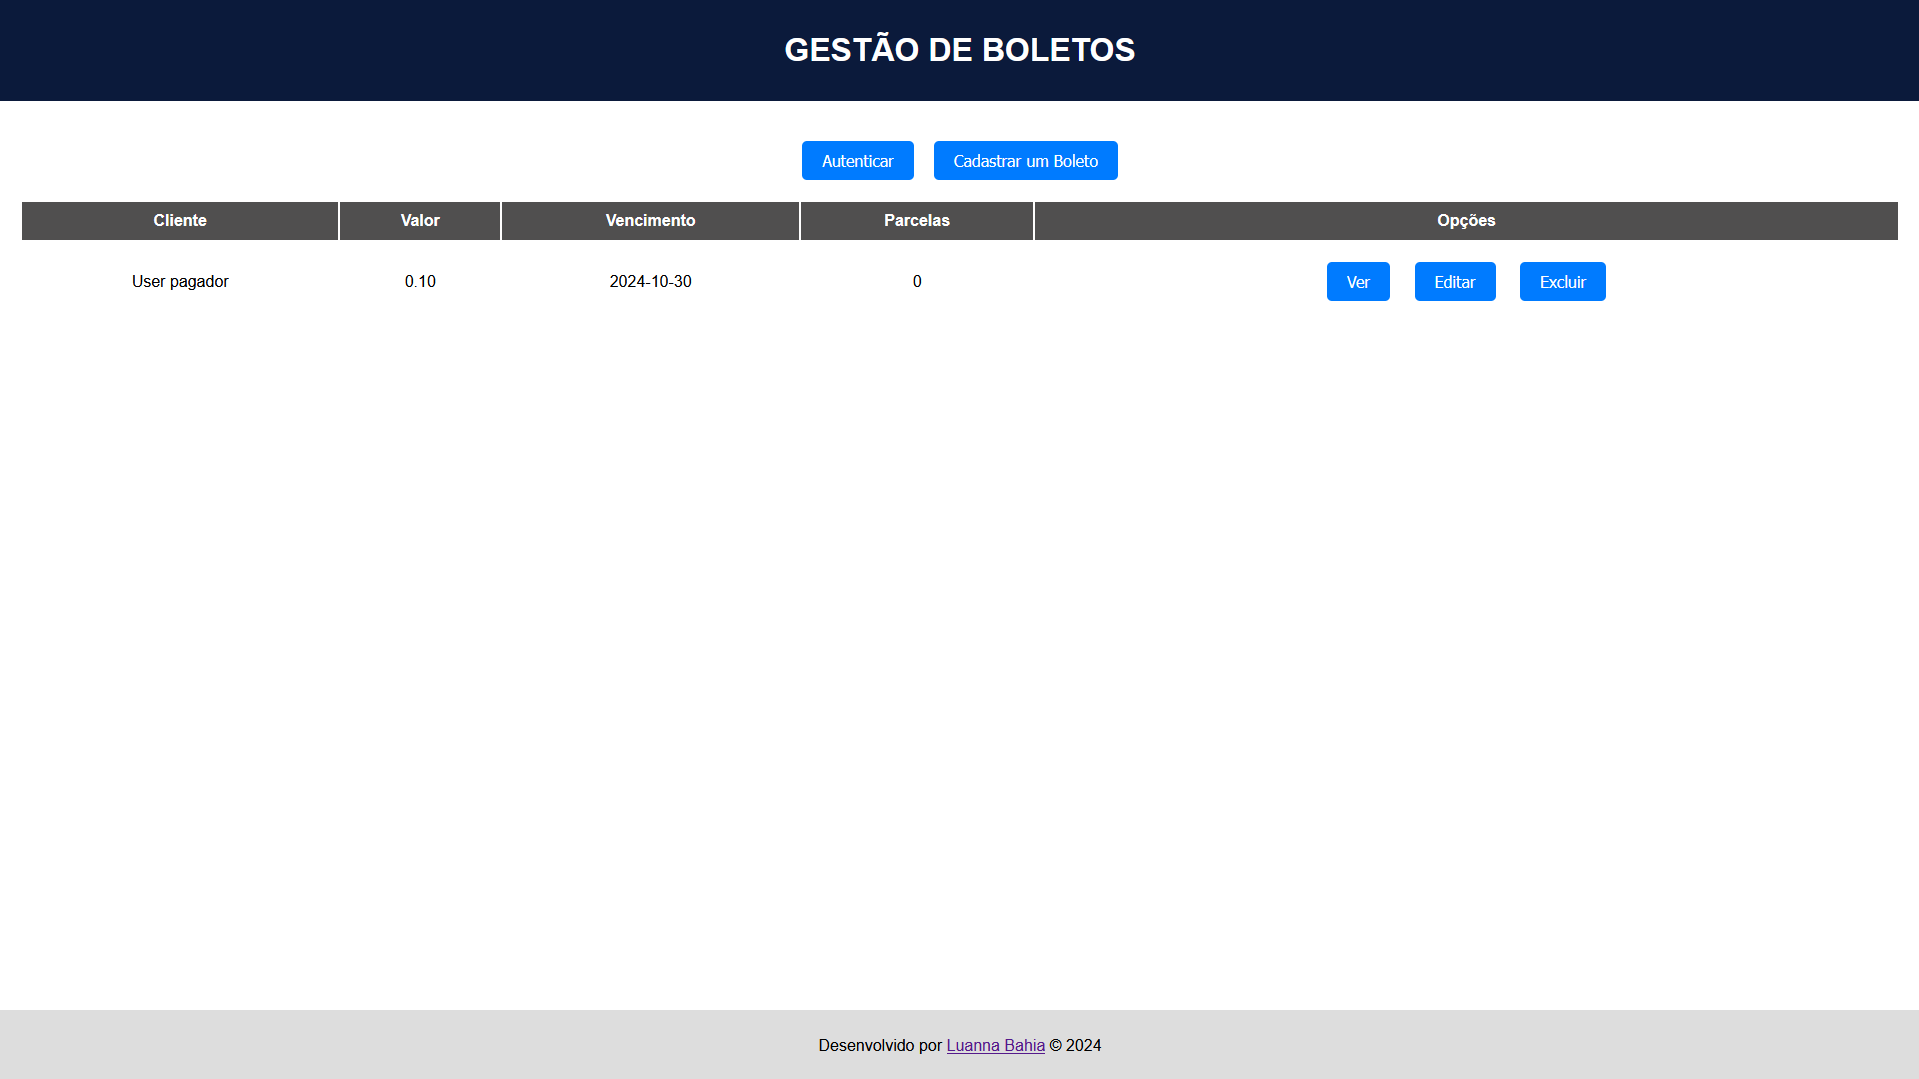 GESTÃO DE BOLETOS
Autenticar Cadastrar um Boleto
Cliente Valor Vencimento Parcelas Opções
User pagador 0.10 2024-10-30 0 Ver Editar Excluir
Desenvolvido por Luanna Bahia © 2024